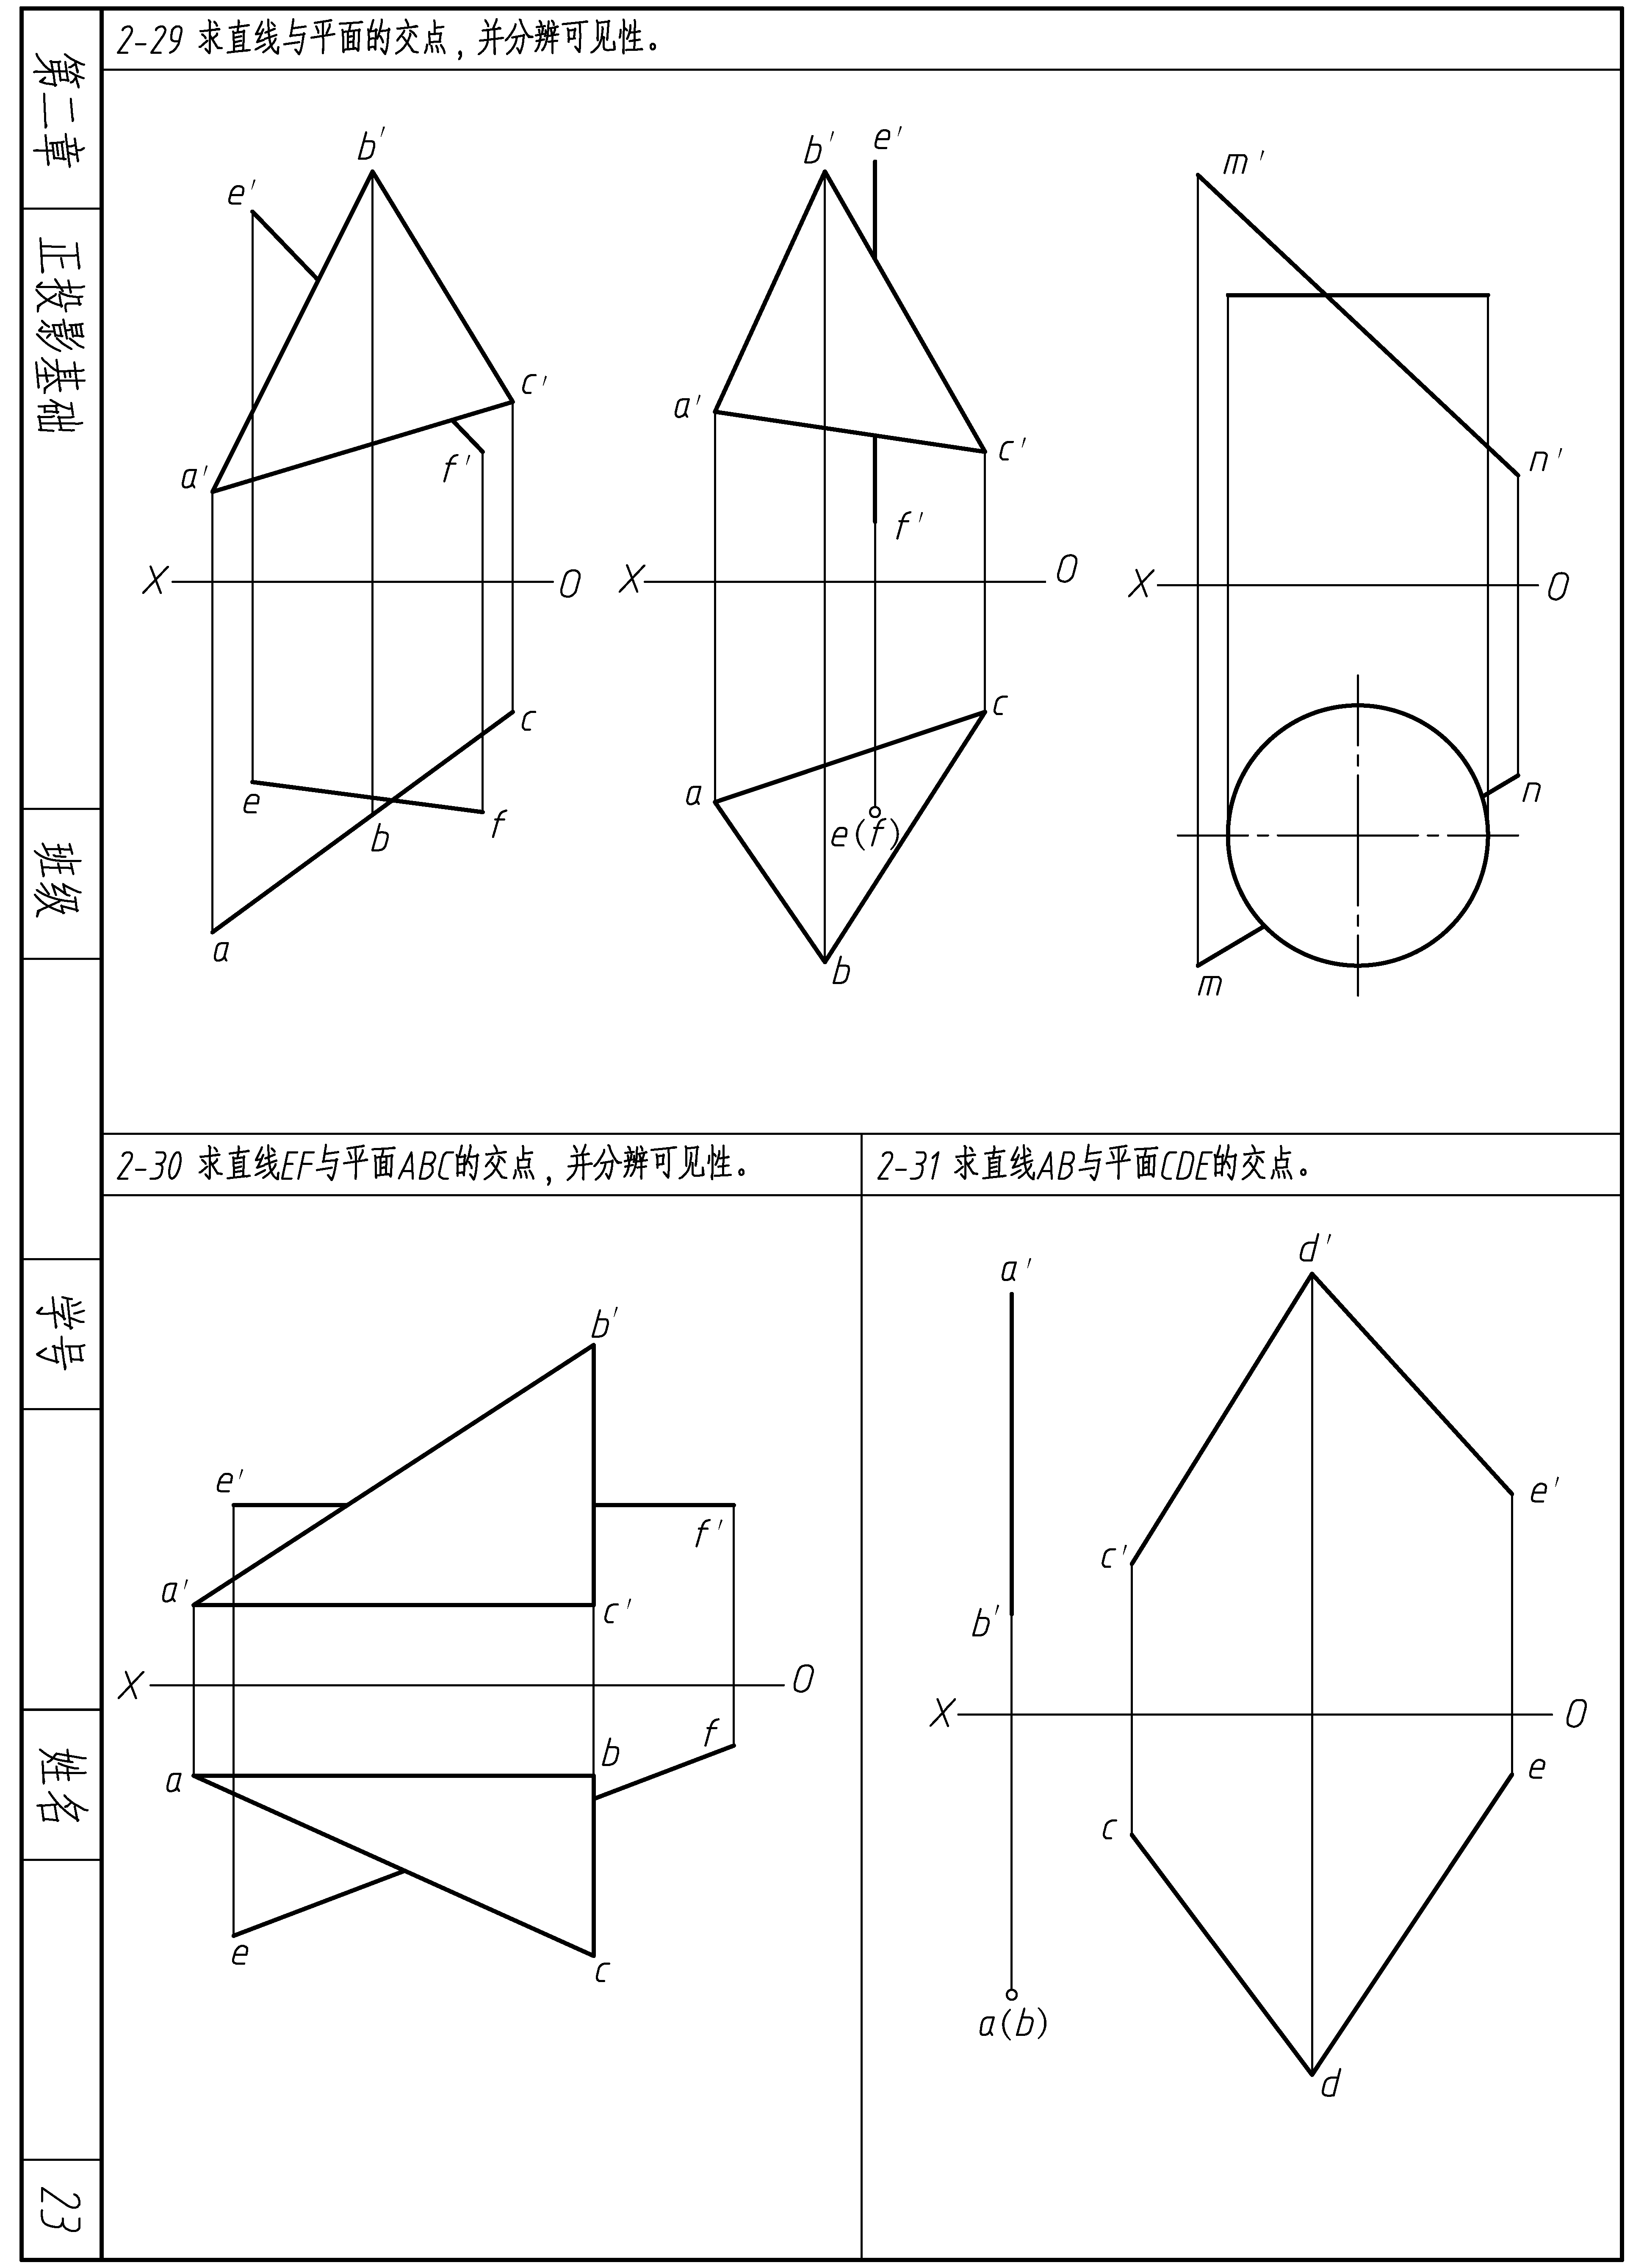 第二章
正投影基础
班级
学号
姓名
23
2-29 求直线与平面的交点,并分辨可见性。
b'
e'
c'
a'
f'
X
O
c
e
b
f
a
b'
e'
a'
c'
f'
X
O
c
a
e(f)
b
m'
n'
X
O
n
m
2-30 求直线EF与平面ABC的交点,并分辨可见性。
b'
e'
f'
a'
c'
X
O
f
b
a
e
c
2-31 求直线AB与平面CDE的交点。
d'
a'
e'
c'
b'
X
O
e
c
a(b)
d